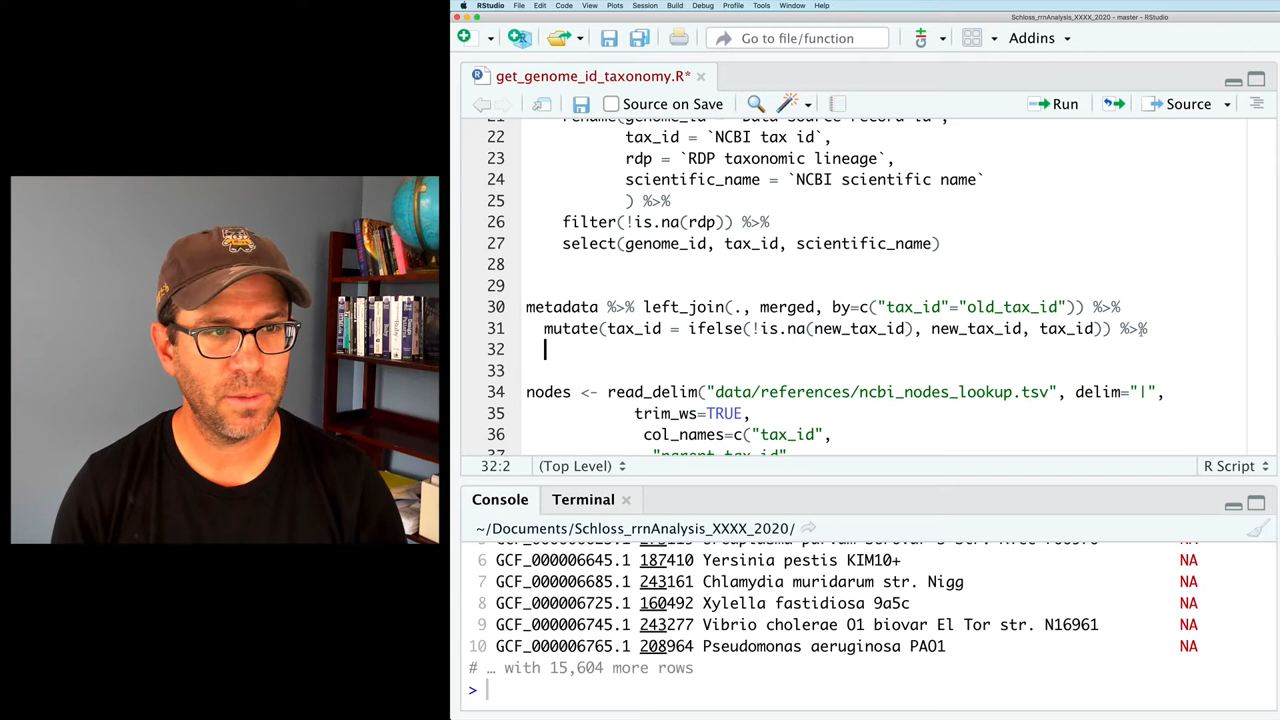 RStudio File Edit Code View Plots Session Build Debug Profile Tools Window Help
Schloss_rrnAnalysis_XXXX_2020 - master - RStudio
Go to file/function Addins
get_genome_id_taxonomy.R*
Source on Save Run Source
22 tax_id = `NCBI tax id`,
23 rdp = `RDP taxonomic lineage`,
24 scientific_name = `NCBI scientific name`
25 ) %>%
26 filter(!is.na(rdp)) %>%
27 select(genome_id, tax_id, scientific_name)
28
29
30 metadata %>% left_join(., merged, by=c("tax_id"="old_tax_id")) %>%
31 mutate(tax_id = ifelse(!is.na(new_tax_id), new_tax_id, tax_id)) %>%
32
33
34 nodes <- read_delim("data/references/ncbi_nodes_lookup.tsv", delim="|",
35 trim_ws=TRUE,
36 col_names=c("tax_id",
32:2 (Top Level) R Script
Console Terminal
~/Documents/Schloss_rrnAnalysis_XXXX_2020/
6 GCF_000006645.1 187410 Yersinia pestis KIM10+ NA
7 GCF_000006685.1 243161 Chlamydia muridarum str. Nigg NA
8 GCF_000006725.1 160492 Xylella fastidiosa 9a5c NA
9 GCF_000006745.1 243277 Vibrio cholerae O1 biovar El Tor str. N16961 NA
10 GCF_000006765.1 208964 Pseudomonas aeruginosa PAO1 NA
# … with 15,604 more rows
>